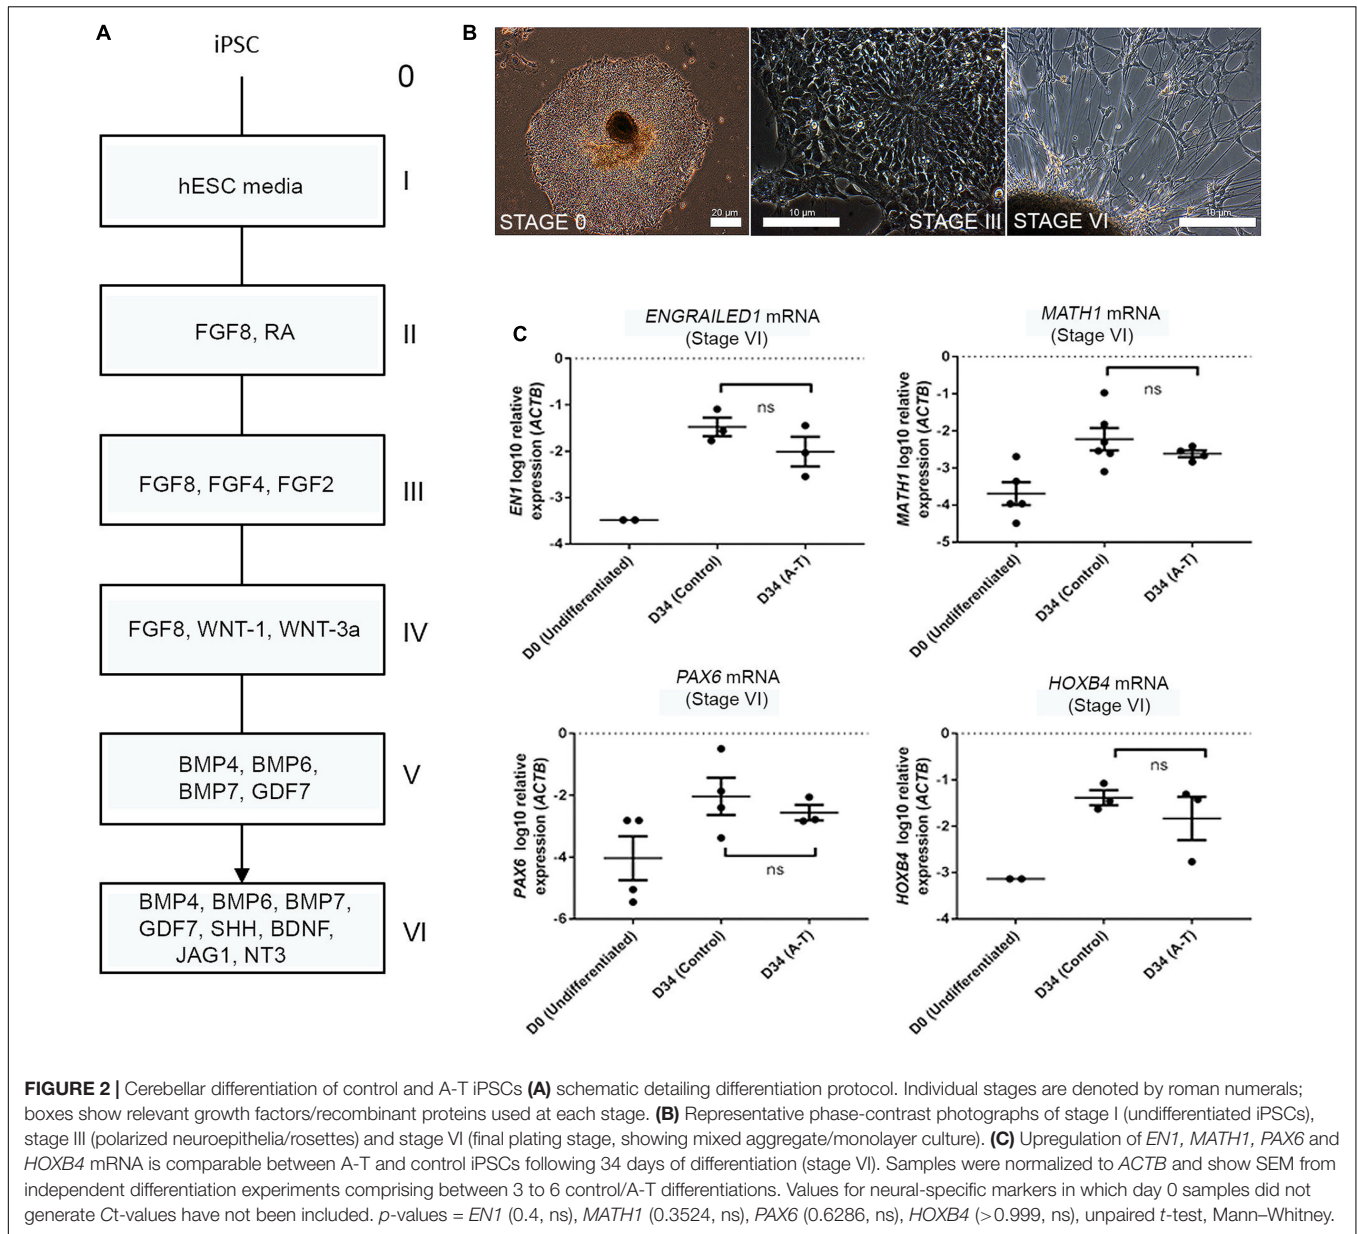 A
iPSC
0
hESC media
I
FGF8, RA
II
FGF8, FGF4, FGF2
III
FGF8, WNT-1, WNT-3a
IV
BMP4, BMP6,
BMP7, GDF7
V
BMP4, BMP6, BMP7,
GDF7, SHH, BDNF,
JAG1, NT3
VI
B
STAGE 0
20 µm
10 µm
STAGE III
STAGE VI
10 µm
C
ENGRAILED1 mRNA
(Stage VI)
EN1 log10 relative
expression (ACTB)
0
-1
-2
-3
-4
ns
D0 (Undifferentiated)
D34 (Control)
D34 (A-T)
MATH1 mRNA
(Stage VI)
MATH1 log10 relative
expression (ACTB)
0
-1
-2
-3
-4
-5
ns
D0 (Undifferentiated)
D34 (Control)
D34 (A-T)
PAX6 mRNA
(Stage VI)
PAX6 log10 relative
expression (ACTB)
0
-2
-4
-6
ns
D0 (Undifferentiated)
D34 (Control)
D34 (A-T)
HOXB4 mRNA
(Stage VI)
HOXB4 log10 relative
expression (ACTB)
0
-1
-2
-3
-4
ns
D0 (Undifferentiated)
D34 (Control)
D34 (A-T)
FIGURE 2 | Cerebellar differentiation of control and A-T iPSCs (A) schematic detailing differentiation protocol. Individual stages are denoted by roman numerals;
boxes show relevant growth factors/recombinant proteins used at each stage. (B) Representative phase-contrast photographs of stage I (undifferentiated iPSCs),
stage III (polarized neuroepithelia/rosettes) and stage VI (final plating stage, showing mixed aggregate/monolayer culture). (C) Upregulation of EN1, MATH1, PAX6 and
HOXB4 mRNA is comparable between A-T and control iPSCs following 34 days of differentiation (stage VI). Samples were normalized to ACTB and show SEM from
independent differentiation experiments comprising between 3 to 6 control/A-T differentiations. Values for neural-specific markers in which day 0 samples did not
generate Ct-values have not been included. p-values = EN1 (0.4, ns), MATH1 (0.3524, ns), PAX6 (0.6286, ns), HOXB4 (>0.999, ns), unpaired t-test, Mann–Whitney.